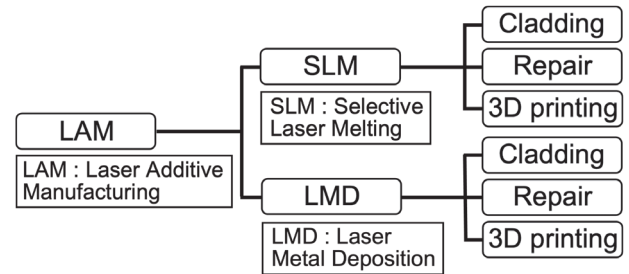 LAM
LAM : Laser Additive
Manufacturing
SLM
SLM : Selective
Laser Melting
Cladding
Repair
3D printing
LMD
LMD : Laser
Metal Deposition
Cladding
Repair
3D printing